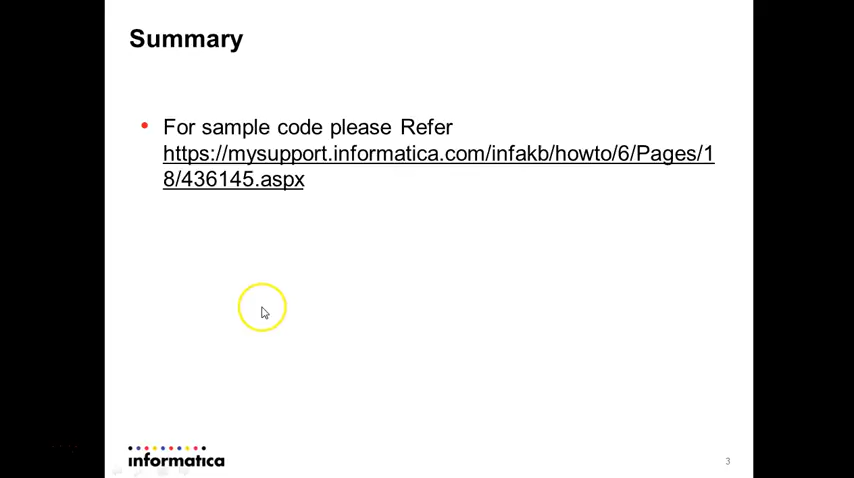 Summary
• For sample code please Refer
https://mysupport.informatica.com/infakb/howto/6/Pages/1
8/436145.aspx
informatica
3